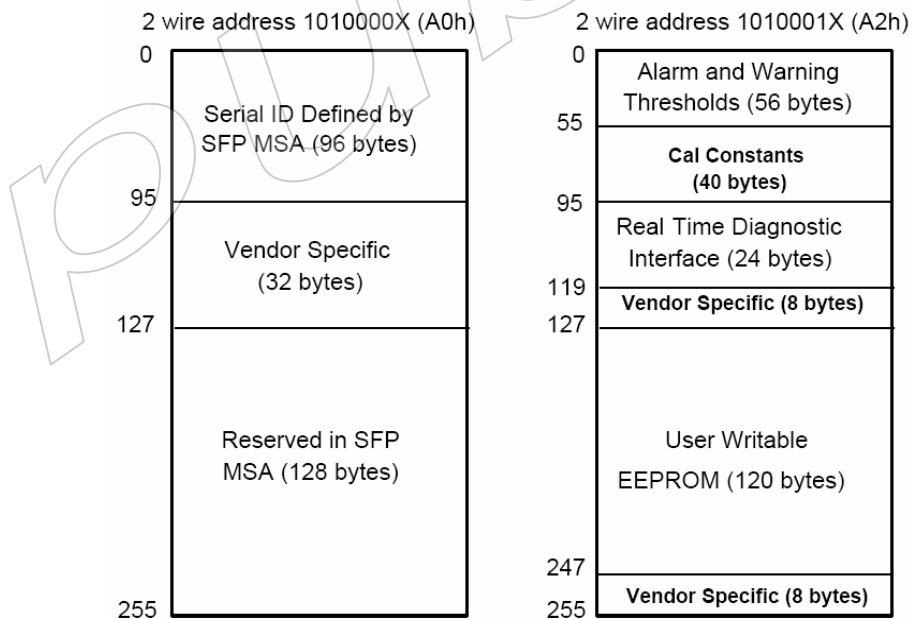 2 wire address 1010000X (A0h)
0
Serial ID Defined by
SFP MSA (96 bytes)
95
Vendor Specific
(32 bytes)
127
Reserved in SFP
MSA (128 bytes)
255
2 wire address 1010001X (A2h)
0
Alarm and Warning
Thresholds (56 bytes)
55
Cal Constants
(40 bytes)
95
Real Time Diagnostic
Interface (24 bytes)
119
Vendor Specific (8 bytes)
127
User Writable
EEPROM (120 bytes)
247
Vendor Specific (8 bytes)
255